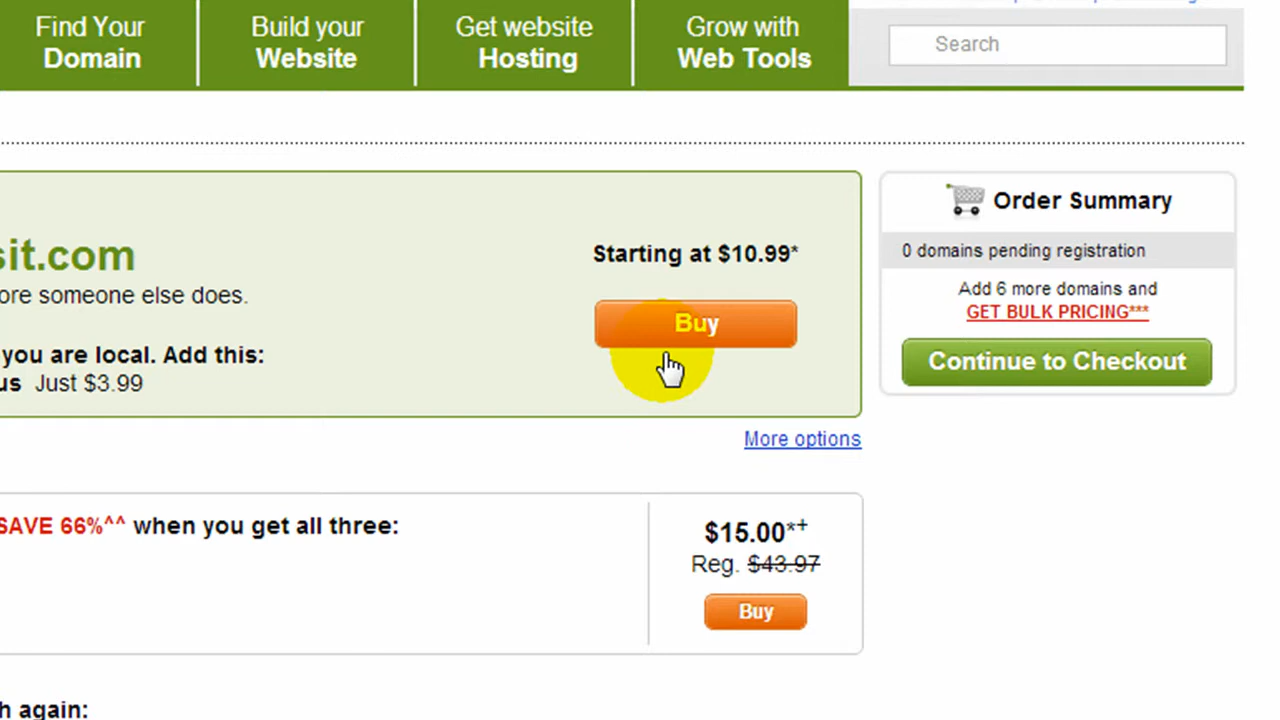 Find Your
Domain
Build your
Website
Get website
Hosting
Grow with
Web Tools
Search
sit.com
Starting at $10.99*
ore someone else does.
Buy
you are local. Add this:
us Just $3.99
More options
Order Summary
0 domains pending registration
Add 6 more domains and
GET BULK PRICING***
Continue to Checkout
SAVE 66%^^ when you get all three:
$15.00*+
Reg. $43.97
Buy
h again: